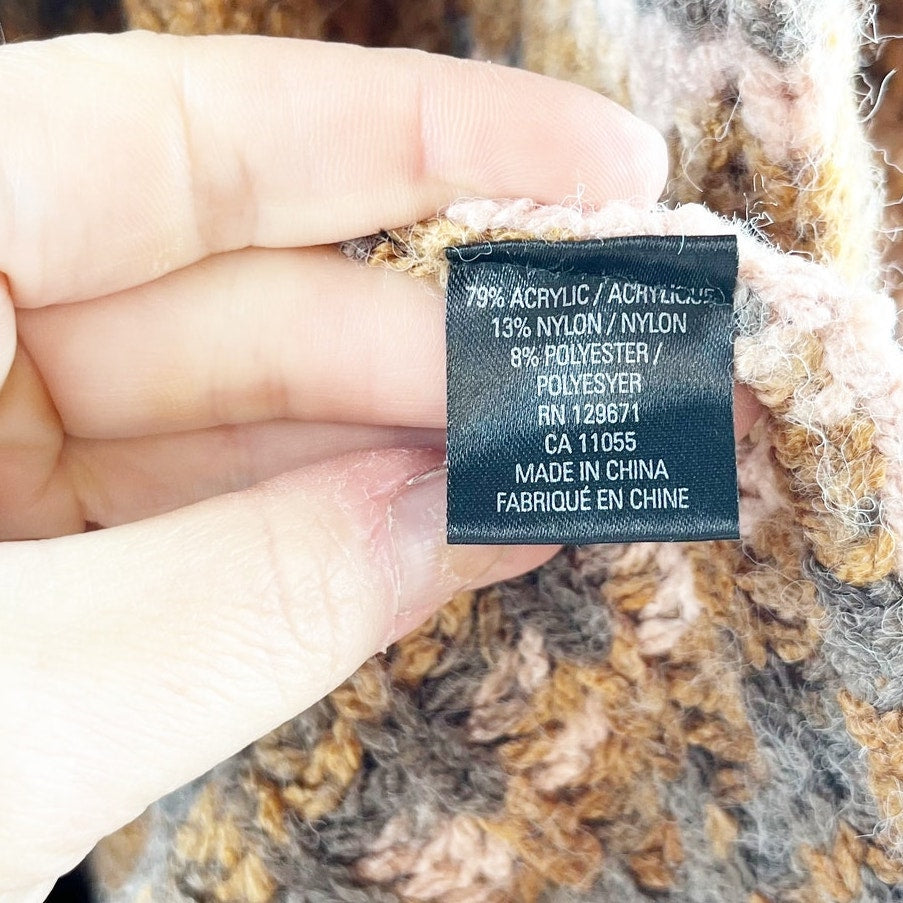 79% ACRYLIC / ACRYLIQUE
13% NYLON / NYLON
8% POLYESTER /
POLYESYER
RN 129671
CA 11055
MADE IN CHINA
FABRIQUÉ EN CHINE